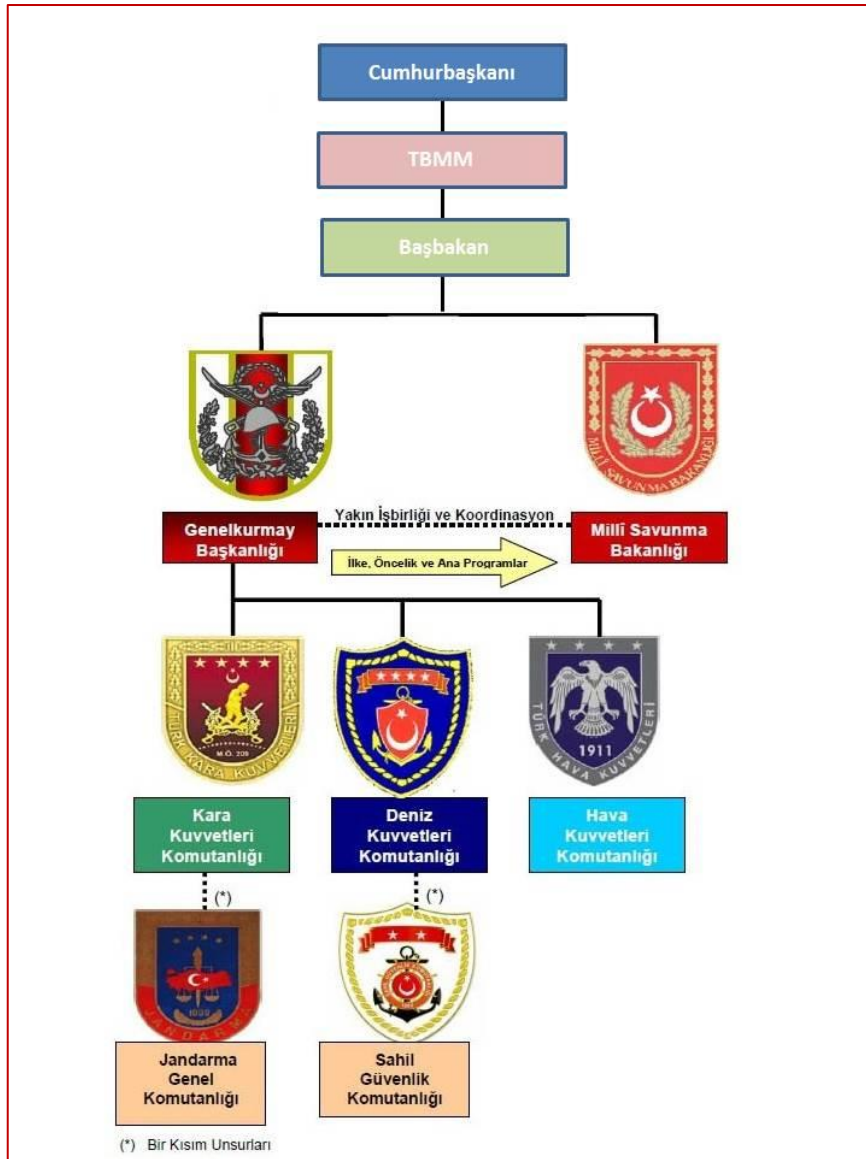 Cumhurbaşkanı
TBMM
Başbakan
MİLLÎ SAVUNMA BAKANLIĞI
Yakın İşbirliği ve Koordinasyon
Genelkurmay
Başkanlığı
Millî Savunma
Bakanlığı
İlke, Öncelik ve Ana Programlar
TÜRK KARA KUVVETLERİ
M.Ö. 209
1911
TÜRK HAVA KUVVETLERİ
Kara
Kuvvetleri
Komutanlığı
Deniz
Kuvvetleri
Komutanlığı
Hava
Kuvvetleri
Komutanlığı
(*)
(*)
JANDARMA
Jandarma
Genel
Komutanlığı
Sahil
Güvenlik
Komutanlığı
(*) Bir Kısım Unsurları